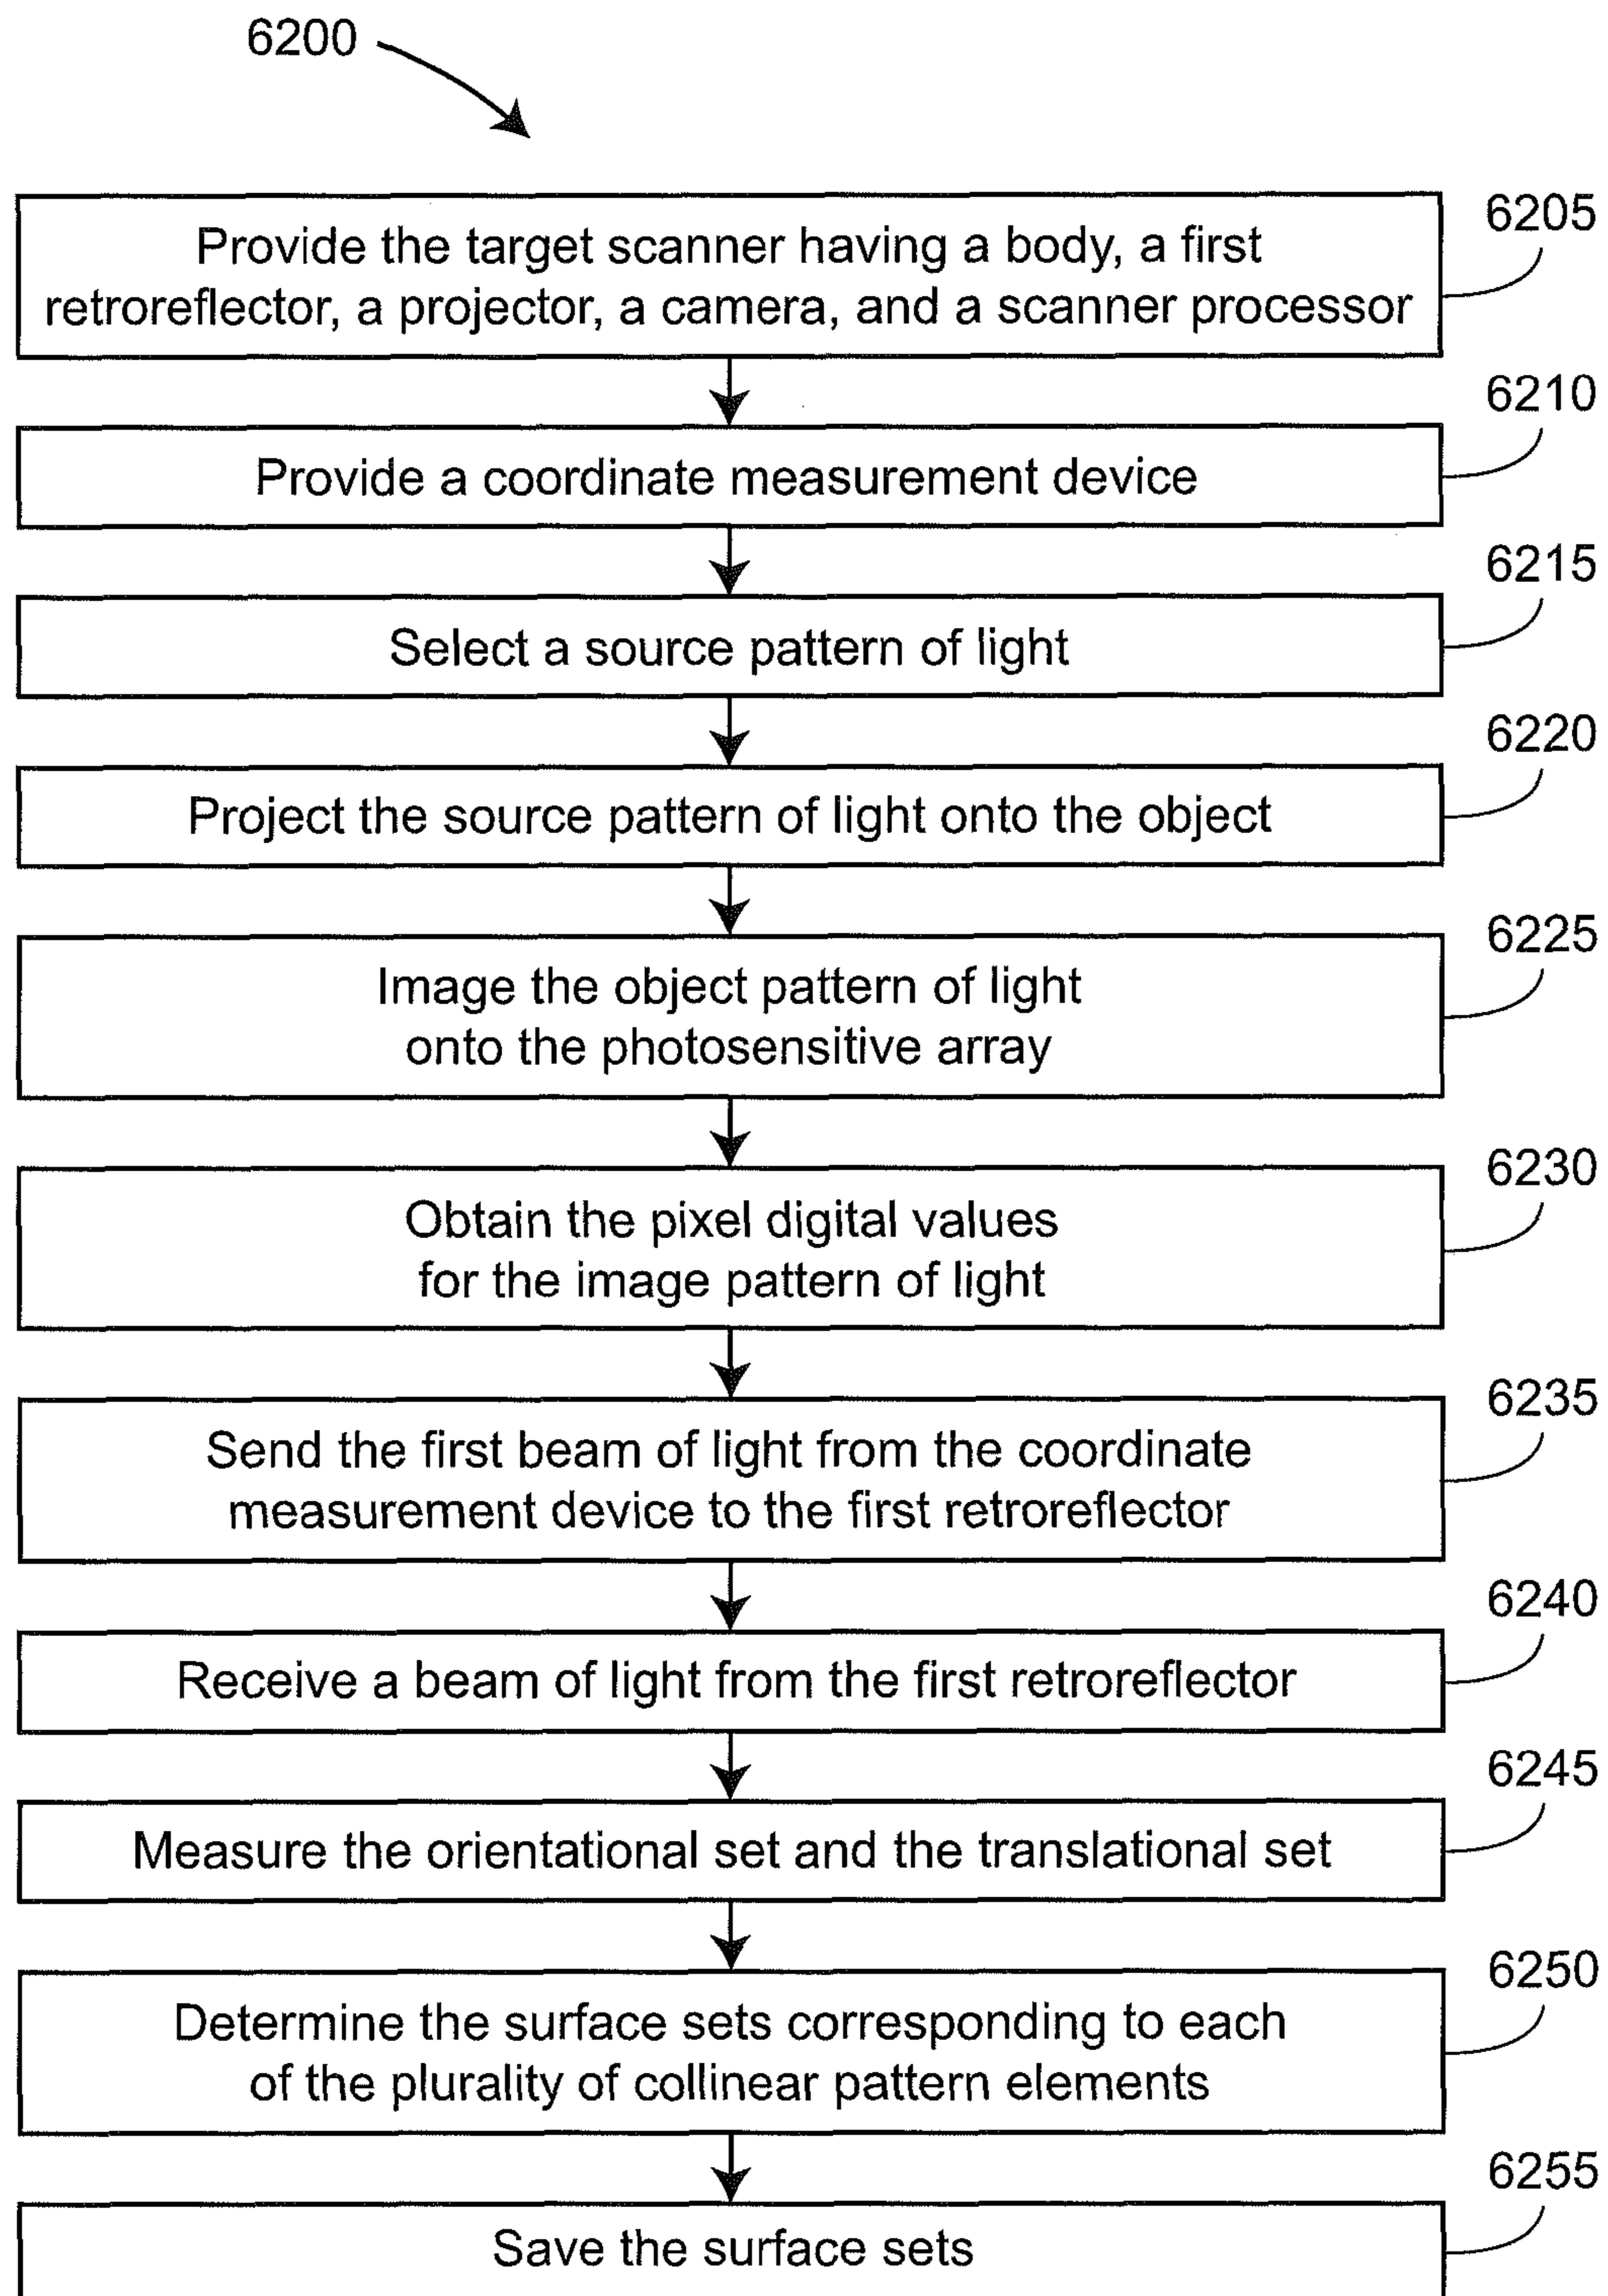 6200
6205
Provide the target scanner having a body, a first
retroreflector, a projector, a camera, and a scanner processor
6210
Provide a coordinate measurement device
6215
Select a source pattern of light
6220
Project the source pattern of light onto the object
6225
Image the object pattern of light
onto the photosensitive array
6230
Obtain the pixel digital values
for the image pattern of light
6235
Send the first beam of light from the coordinate
measurement device to the first retroreflector
6240
Receive a beam of light from the first retroreflector
6245
Measure the orientational set and the translational set
6250
Determine the surface sets corresponding to each
of the plurality of collinear pattern elements
6255
Save the surface sets